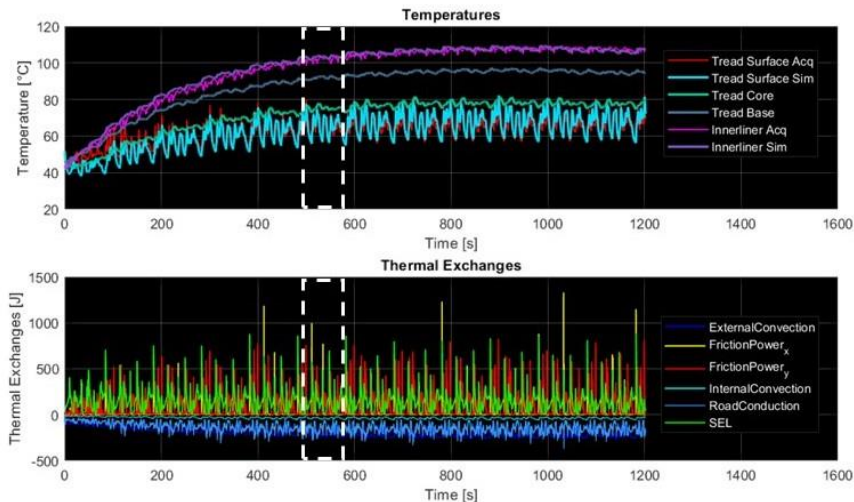 Temperatures
Temperature [°C]
120
100
80
60
40
20
0
200
400
600
800
1000
1200
1400
1600
Time [s]
Tread Surface Acq
Tread Surface Sim
Tread Core
Tread Base
Innerliner Acq
Innerliner Sim
Thermal Exchanges
Thermal Exchanges [J]
1500
1000
500
0
-500
0
200
400
600
800
1000
1200
1400
1600
Time [s]
ExternalConvection
FrictionPowerx
FrictionPowery
InternalConvection
RoadConduction
SEL